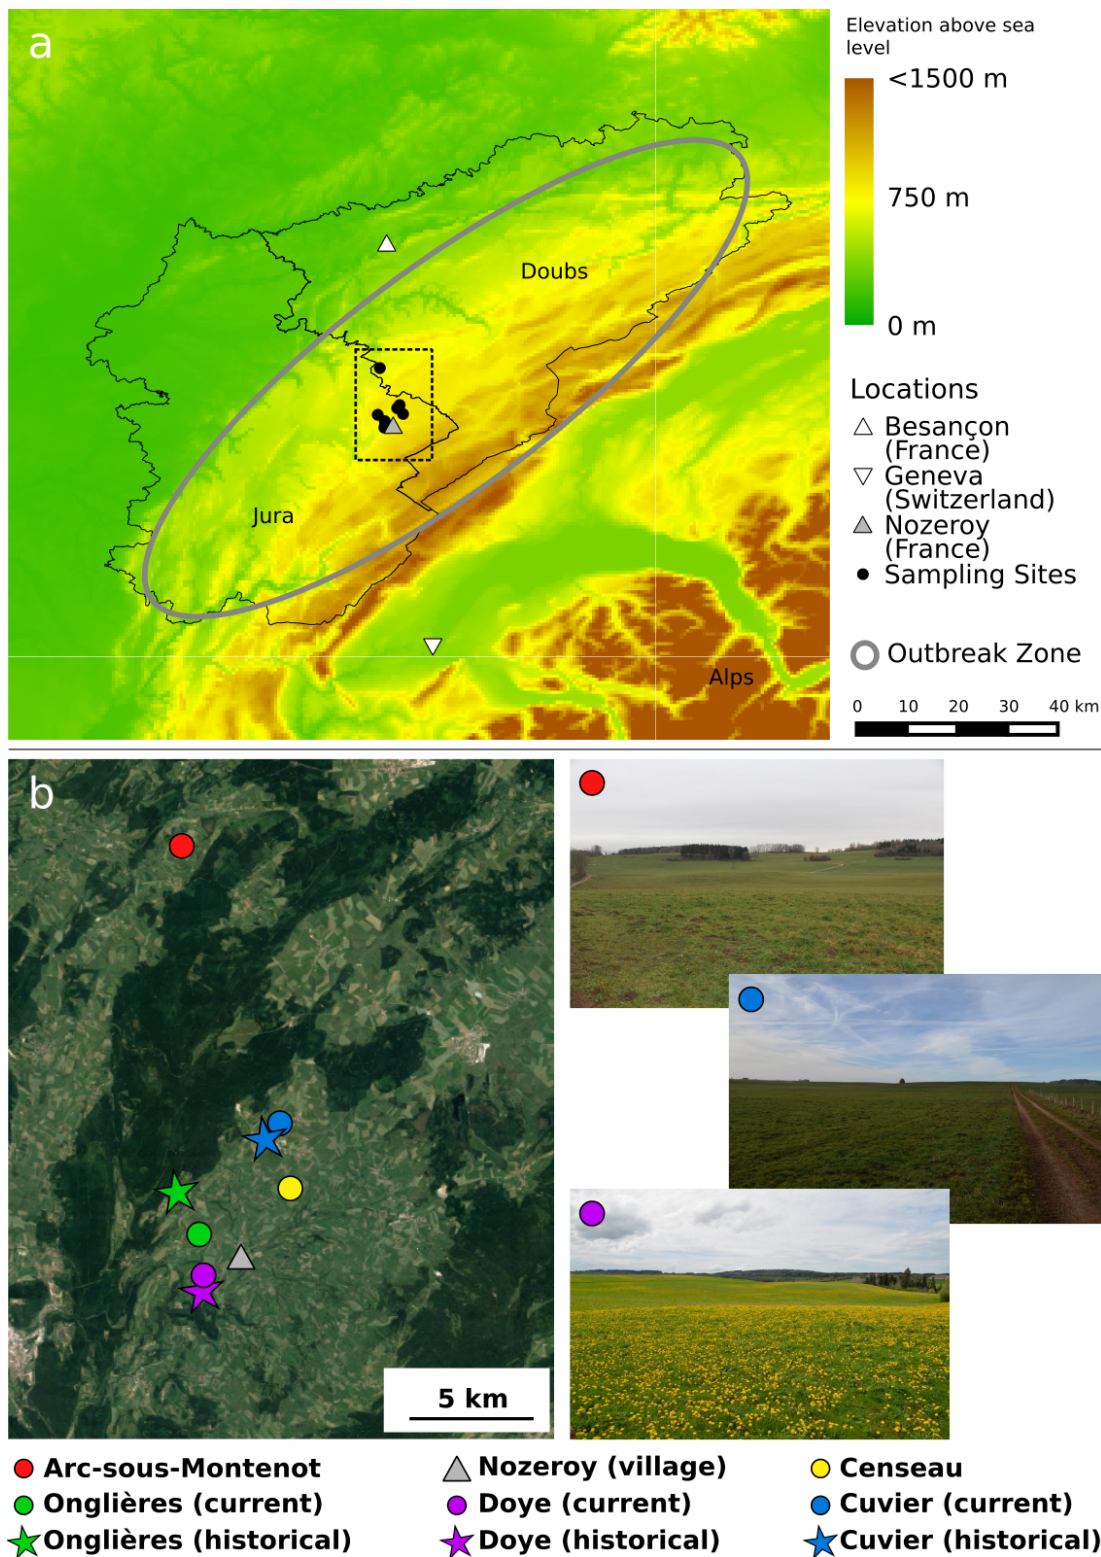 a
Elevation above sea
level
<1500 m
750 m
0 m
Doubs
Jura
Alps
Locations
Besançon
(France)
Geneva
(Switzerland)
Nozeroy
(France)
Sampling Sites
Outbreak Zone
0 10 20 30 40 km
b
5 km
Arc-sous-Montenot
Nozeroy (village)
Censeau
Onglières (current)
Doye (current)
Cuvier (current)
Onglières (historical)
Doye (historical)
Cuvier (historical)